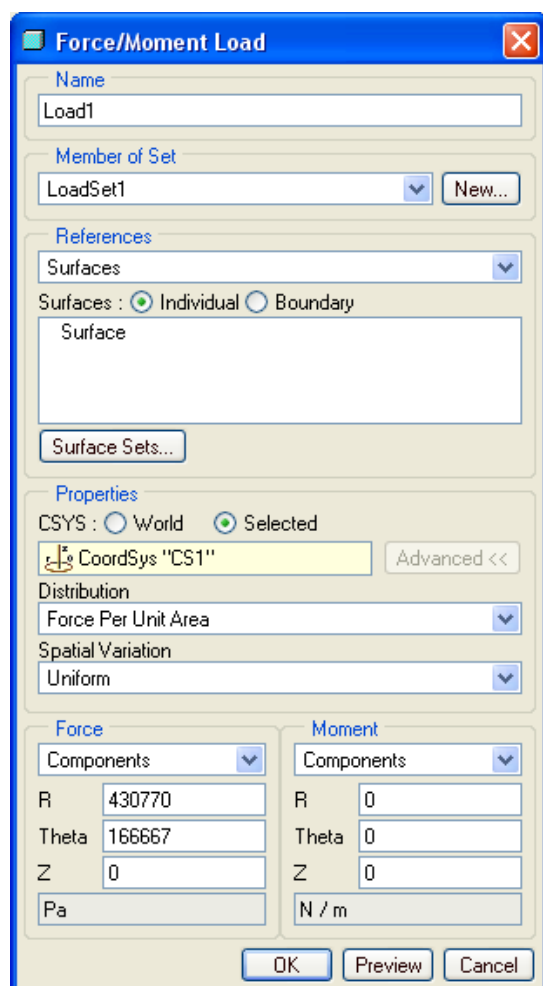 Force/Moment Load
Name
Load1
Member of Set
LoadSet1 New...
References
Surfaces
Surfaces : Individual Boundary
Surface
Surface Sets...
Properties
CSYS : World Selected
CoordSys "CS1" Advanced <<
Distribution
Force Per Unit Area
Spatial Variation
Uniform
Force Moment
Components Components
R 430770 R 0
Theta 166667 Theta 0
Z 0 Z 0
Pa N / m
OK Preview Cancel